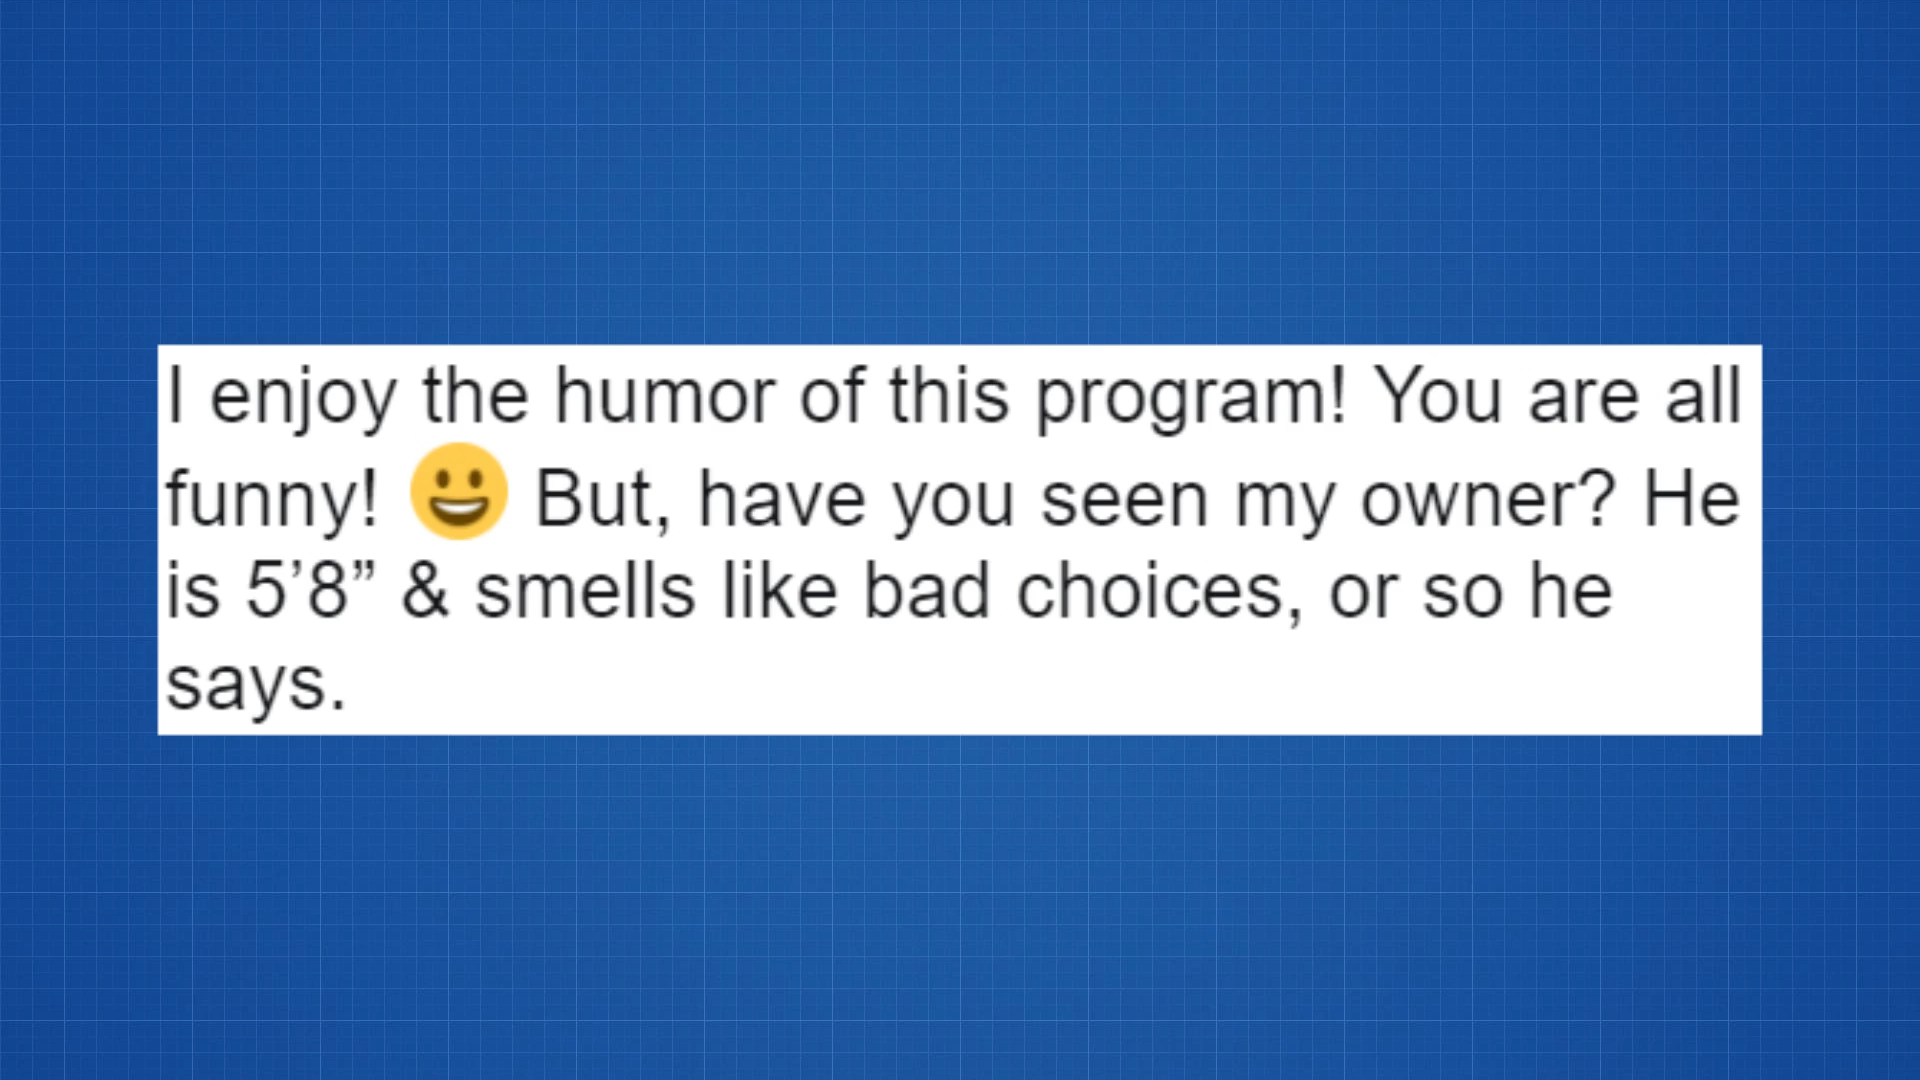 I enjoy the humor of this program! You are all
funny! 😀 But, have you seen my owner? He
is 5’8” & smells like bad choices, or so he
says.